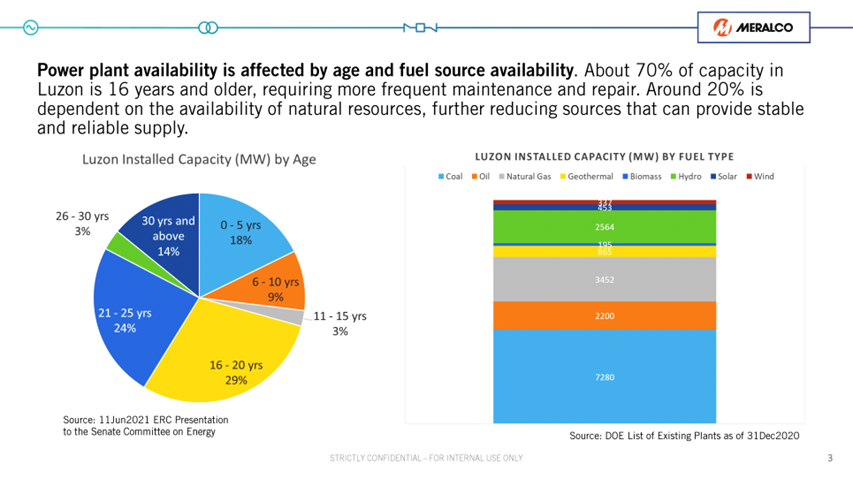 MERALCO
Power plant availability is affected by age and fuel source availability. About 70% of capacity in
Luzon is 16 years and older, requiring more frequent maintenance and repair. Around 20% is
dependent on the availability of natural resources, further reducing sources that can provide stable
and reliable supply.
Luzon Installed Capacity (MW) by Age
26 - 30 yrs
3%
30 yrs and
above
14%
0 - 5 yrs
18%
6 - 10 yrs
9%
11 - 15 yrs
3%
21 - 25 yrs
24%
16 - 20 yrs
29%
Source: 11Jun2021 ERC Presentation
to the Senate Committee on Energy
LUZON INSTALLED CAPACITY (MW) BY FUEL TYPE
Coal Oil Natural Gas Geothermal Biomass Hydro Solar Wind
2564
195
3452
2200
7280
Source: DOE List of Existing Plants as of 31Dec2020
STRICTLY CONFIDENTIAL – FOR INTERNAL USE ONLY
3